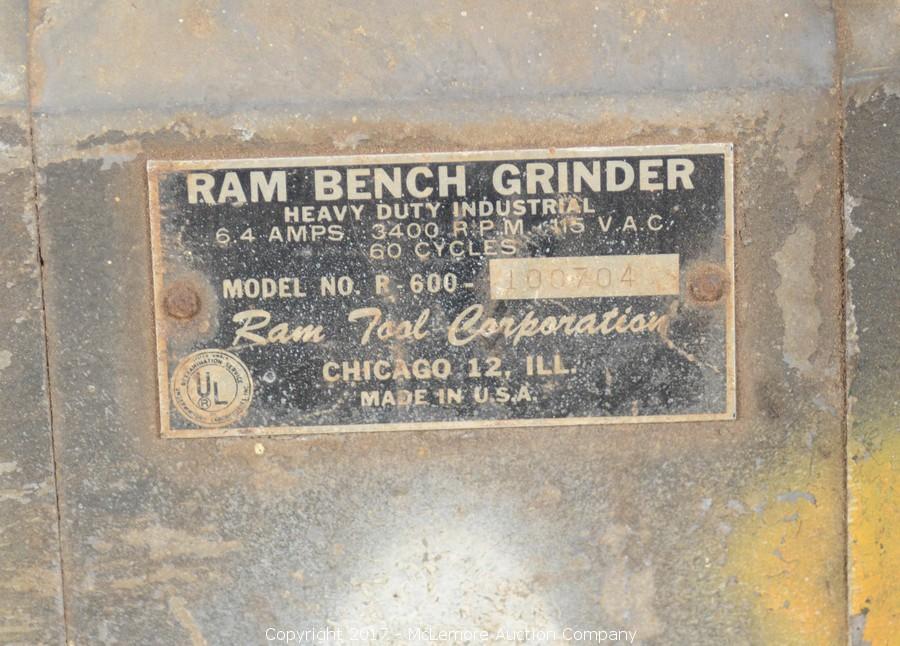 RAM BENCH GRINDER
HEAVY DUTY INDUSTRIAL
6.4 AMPS. 3400 R.P.M. 115 V.A.C.
60 CYCLES
MODEL NO. R-600- 100704
Ram Tool Corporation
CHICAGO 12, ILL.
MADE IN U.S.A.
UL
Copyright 2017 - McLemore Auction Company